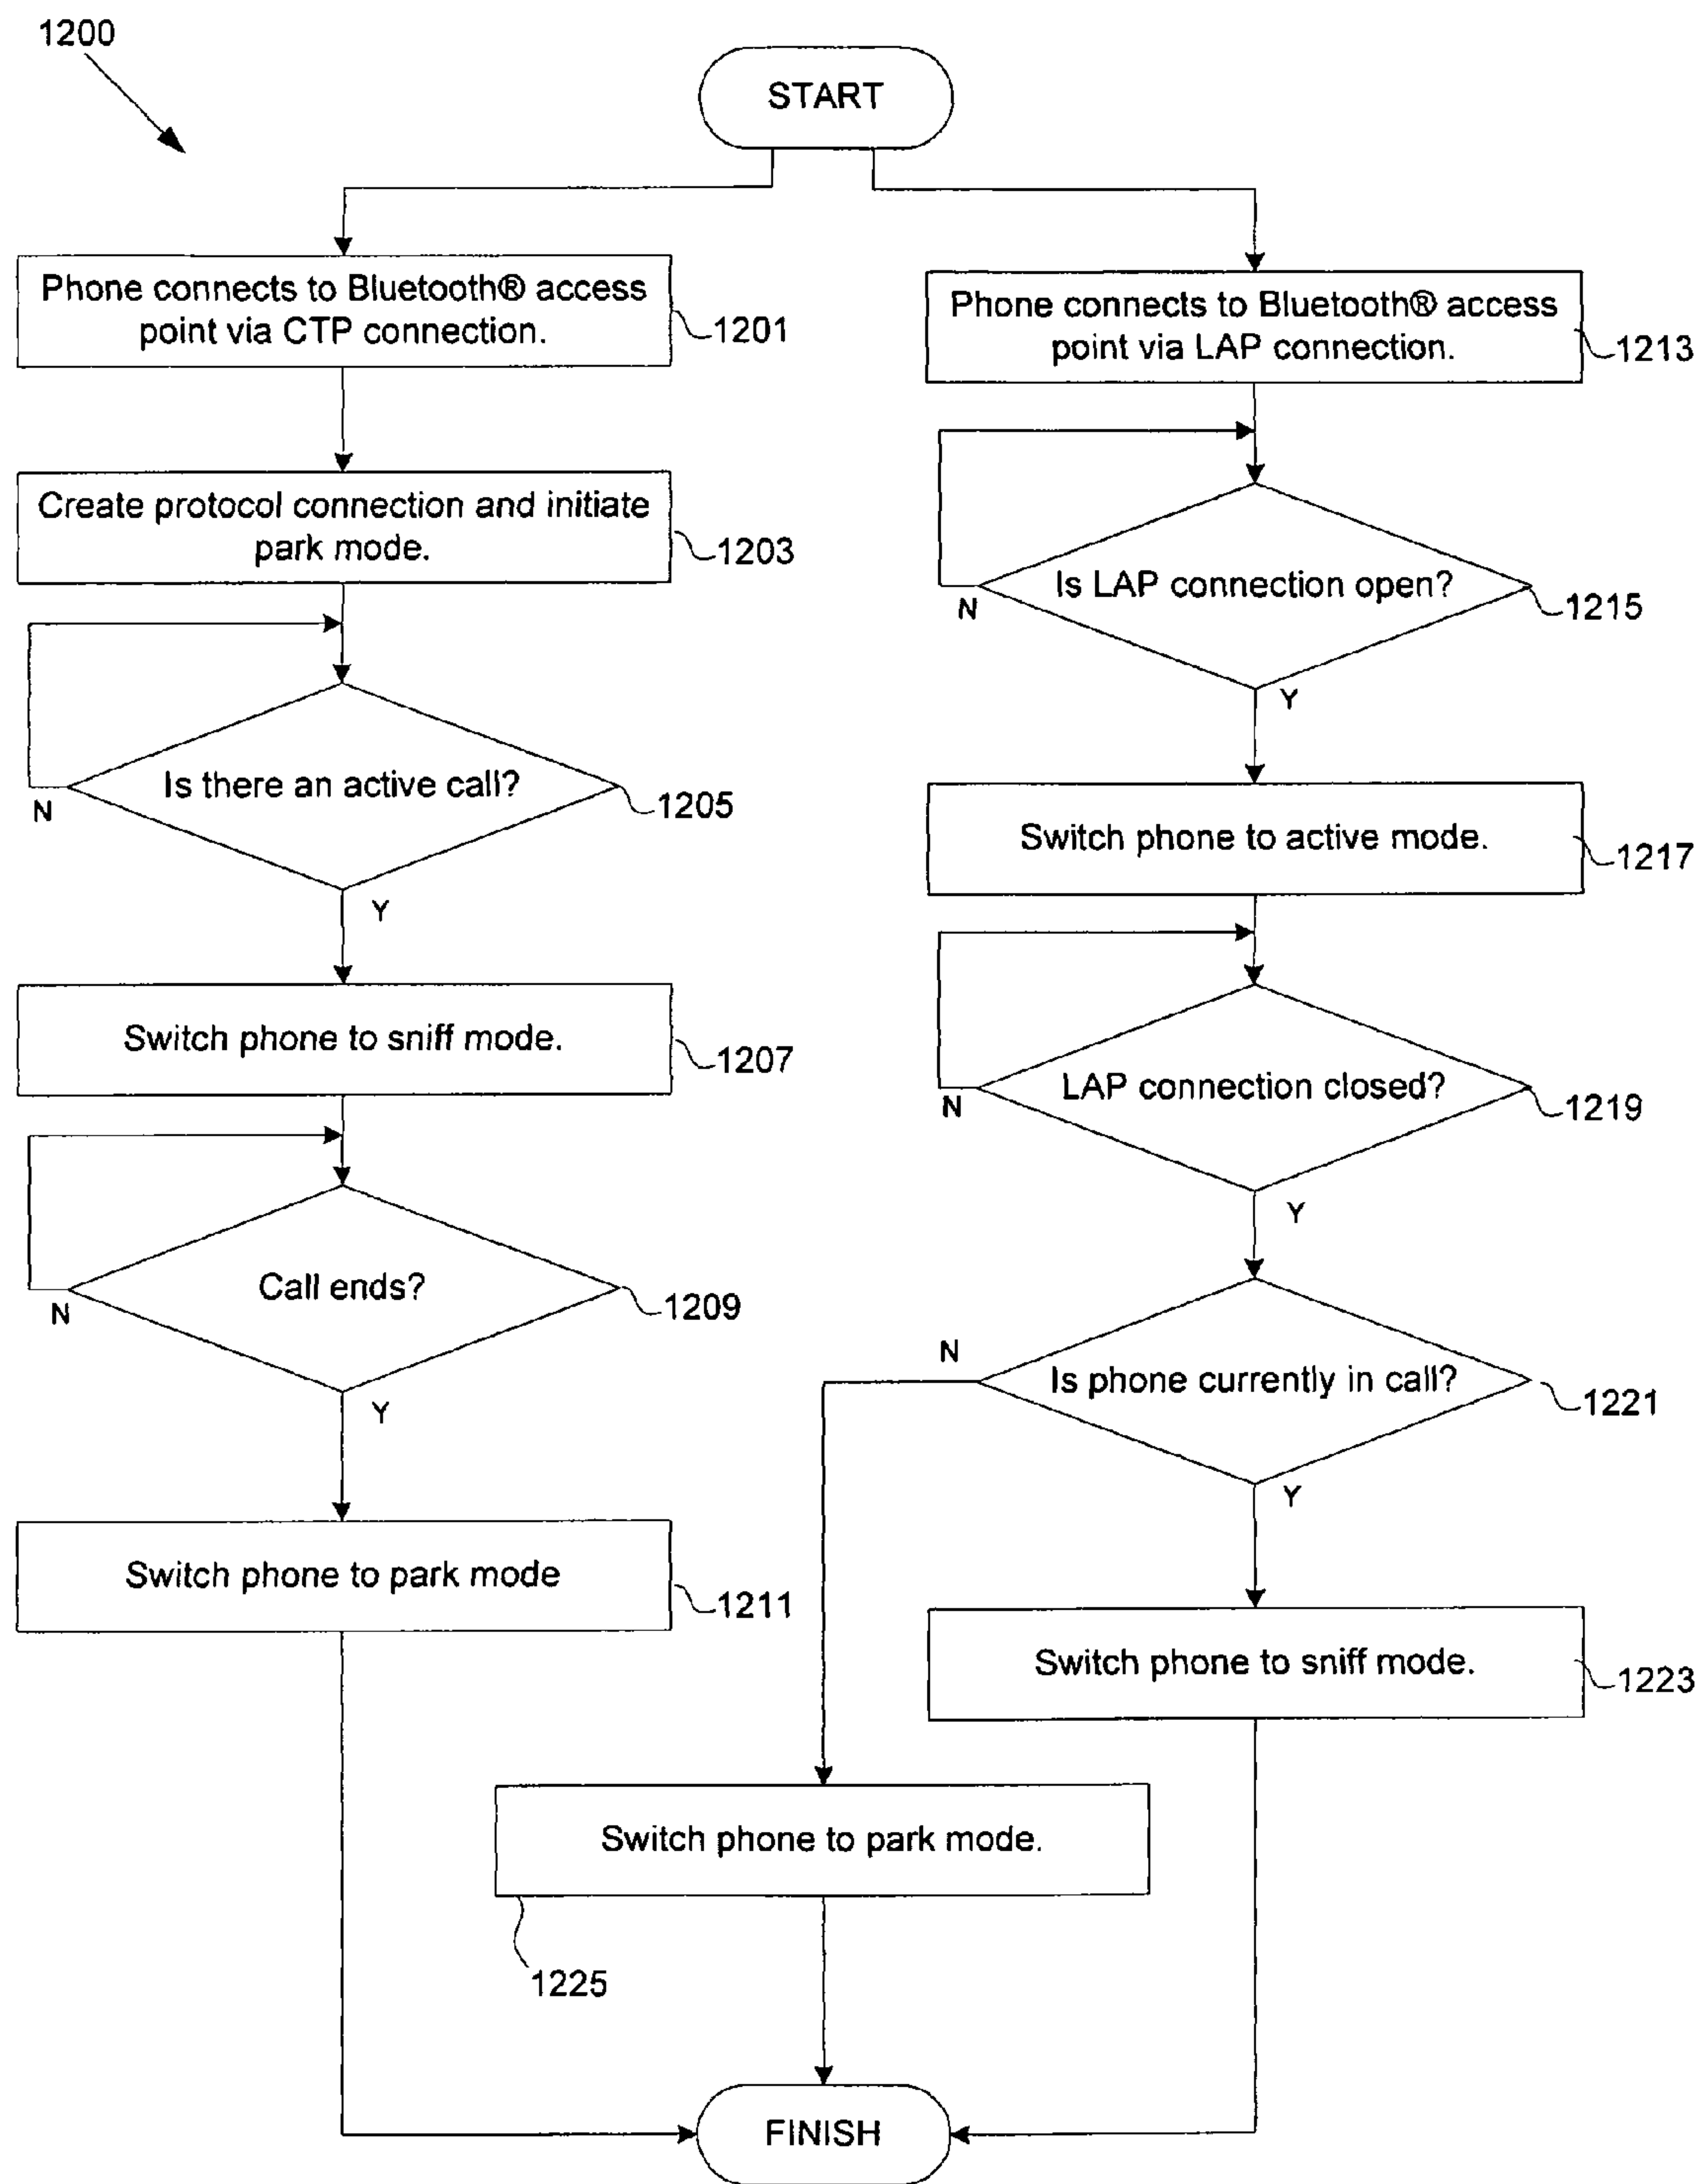 1200
START
Phone connects to Bluetooth® access
point via CTP connection.
1201
Create protocol connection and initiate
park mode.
1203
Is there an active call?
1205
N
Y
Switch phone to sniff mode.
1207
Call ends?
1209
N
Y
Switch phone to park mode
1211
Phone connects to Bluetooth® access
point via LAP connection.
1213
Is LAP connection open?
1215
N
Y
Switch phone to active mode.
1217
LAP connection closed?
1219
N
Y
Is phone currently in call?
1221
N
Y
Switch phone to sniff mode.
1223
Switch phone to park mode.
1225
FINISH